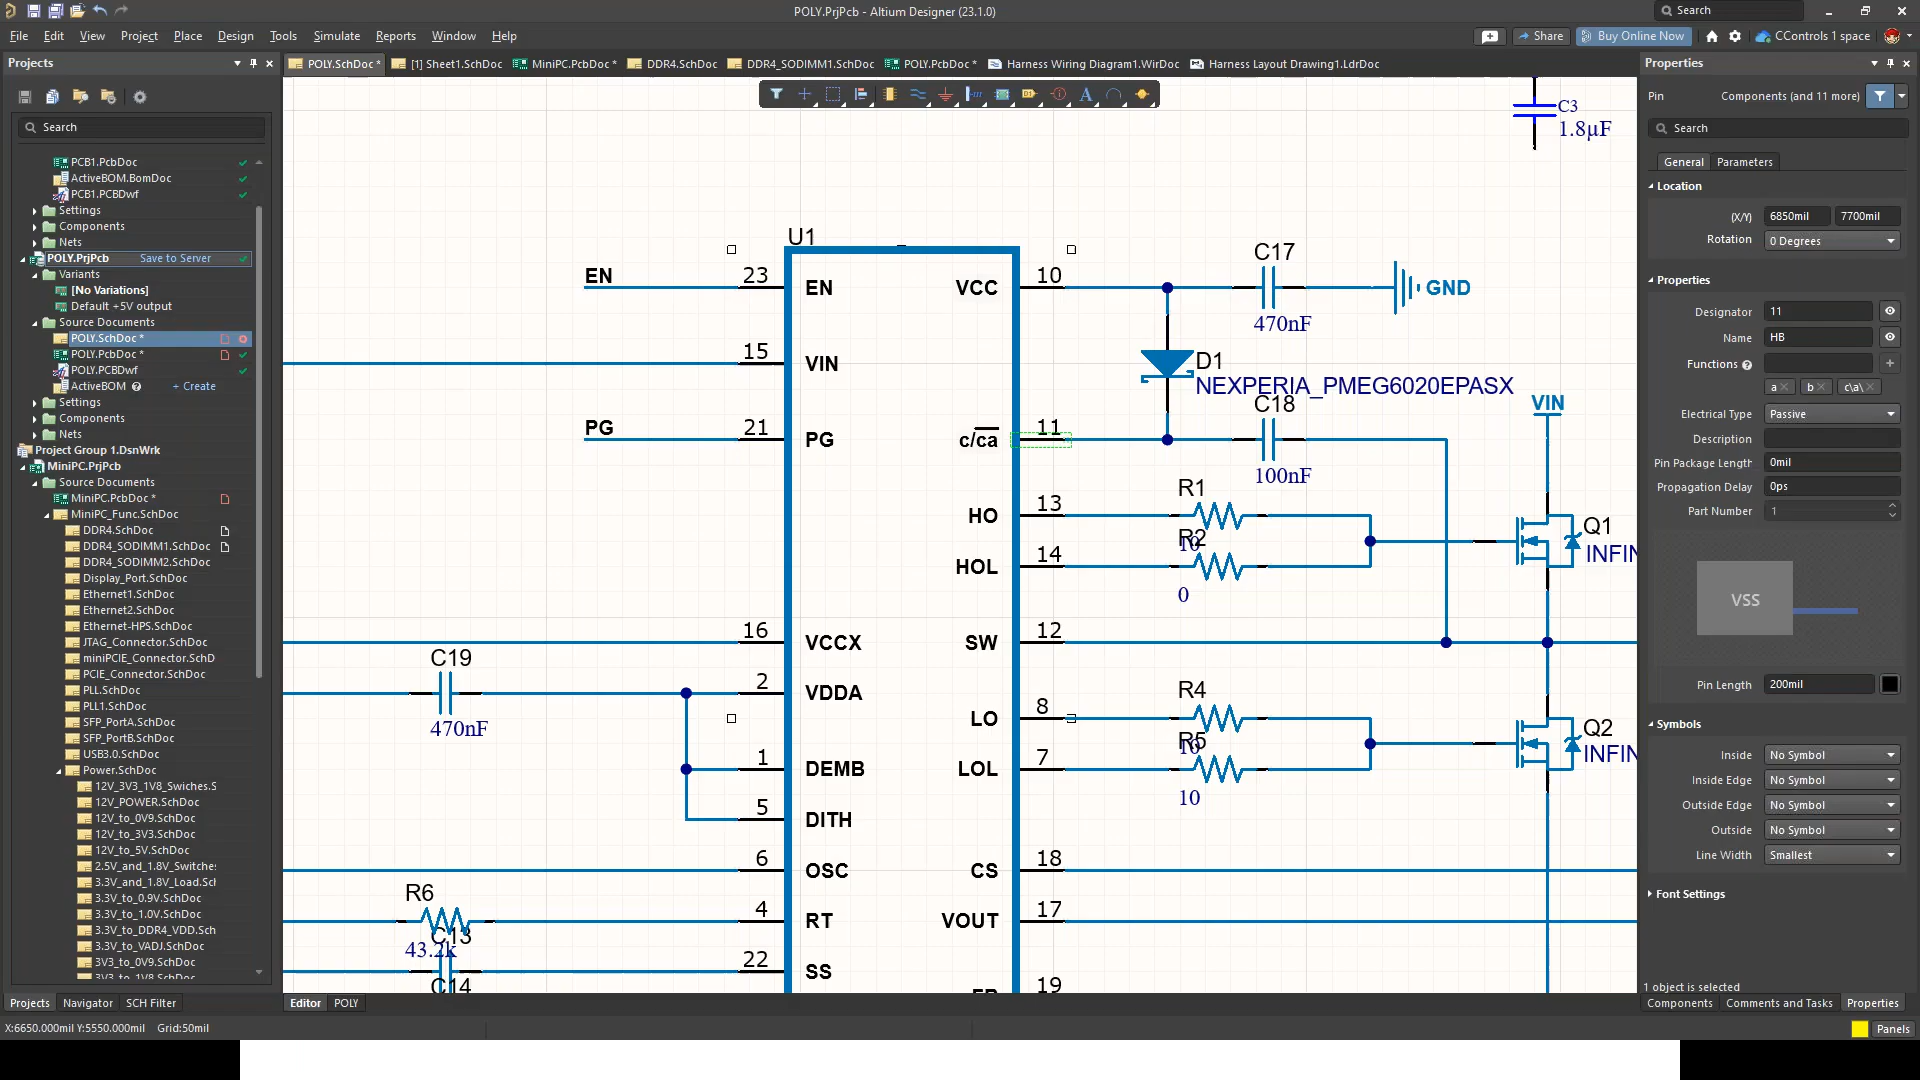 POLY.PrjPcb - Altium Designer (23.1.0)
Search
File Edit View Project Place Design Tools Simulate Reports Window Help
Share
Buy Online Now
CControls 1 space
Projects
POLY.SchDoc *
[1] Sheet1.SchDoc
MiniPC.PcbDoc *
DDR4.SchDoc
DDR4_SODIMM1.SchDoc
POLY.PcbDoc *
Harness Wiring Diagram1.WirDoc
Harness Layout Drawing1.LdrDoc
Search
PCB1.PcbDoc
ActiveBOM.BomDoc
PCB1.PCBDwf
Settings
Components
Nets
POLY.PrjPcb Save to Server
Variants
[No Variations]
Default +5V output
Source Documents
POLY.SchDoc *
POLY.PcbDoc *
POLY.PCBDwf
ActiveBOM + Create
Settings
Components
Nets
Project Group 1.DsnWrk
MiniPC.PrjPcb
Source Documents
MiniPC.PcbDoc *
MiniPC_Func.SchDoc
DDR4.SchDoc
DDR4_SODIMM1.SchDoc
DDR4_SODIMM2.SchDoc
Display_Port.SchDoc
Ethernet1.SchDoc
Ethernet2.SchDoc
Ethernet-HPS.SchDoc
JTAG_Connector.SchDoc
miniPCIE_Connector.SchD
PCIE_Connector.SchDoc
PLL.SchDoc
PLL1.SchDoc
SFP_PortA.SchDoc
SFP_PortB.SchDoc
USB3.0.SchDoc
Power.SchDoc
12V_3V3_1V8_Swiches.S
12V_POWER.SchDoc
12V_to_0V9.SchDoc
12V_to_3V3.SchDoc
12V_to_5V.SchDoc
2.5V_and_1.8V_Switches
3.3V_and_1.8V_Load.Sch
3.3V_to_0.9V.SchDoc
3.3V_to_1.0V.SchDoc
3.3V_to_DDR4_VDD.Sch
3.3V_to_VADJ.SchDoc
3V3_to_0V9.SchDoc
3V3_to_1V8.SchDoc
Projects Navigator SCH Filter
Editor POLY
X:6650.000mil Y:5550.000mil Grid:50mil
C3
1.8µF
U1
EN 23 EN
VCC 10
C17
470nF
GND
15 VIN
D1
NEXPERIA_PMEG6020EPASX
VIN
PG 21 PG
c/ca 11
C18
100nF
HO 13
R1
10
HOL 14
R2
0
Q1
INFIN
16 VCCX
SW 12
C19
470nF
2 VDDA
LO 8
R4
10
Q2
INFIN
1 DEMB
LOL 7
R5
10
5 DITH
6 OSC
CS 18
R6
43.2k
4 RT
VOUT 17
C13
22 SS
C14
FB 19
Properties
Pin Components (and 11 more)
Search
General Parameters
Location
(X/Y) 6850mil 7700mil
Rotation 0 Degrees
Properties
Designator 11
Name HB
Functions
a b c\a\
Electrical Type Passive
Description
Pin Package Length 0mil
Propagation Delay 0ps
Part Number 1
VSS
Pin Length 200mil
Symbols
Inside No Symbol
Inside Edge No Symbol
Outside Edge No Symbol
Outside No Symbol
Line Width Smallest
Font Settings
1 object is selected
Components Comments and Tasks Properties
Panels